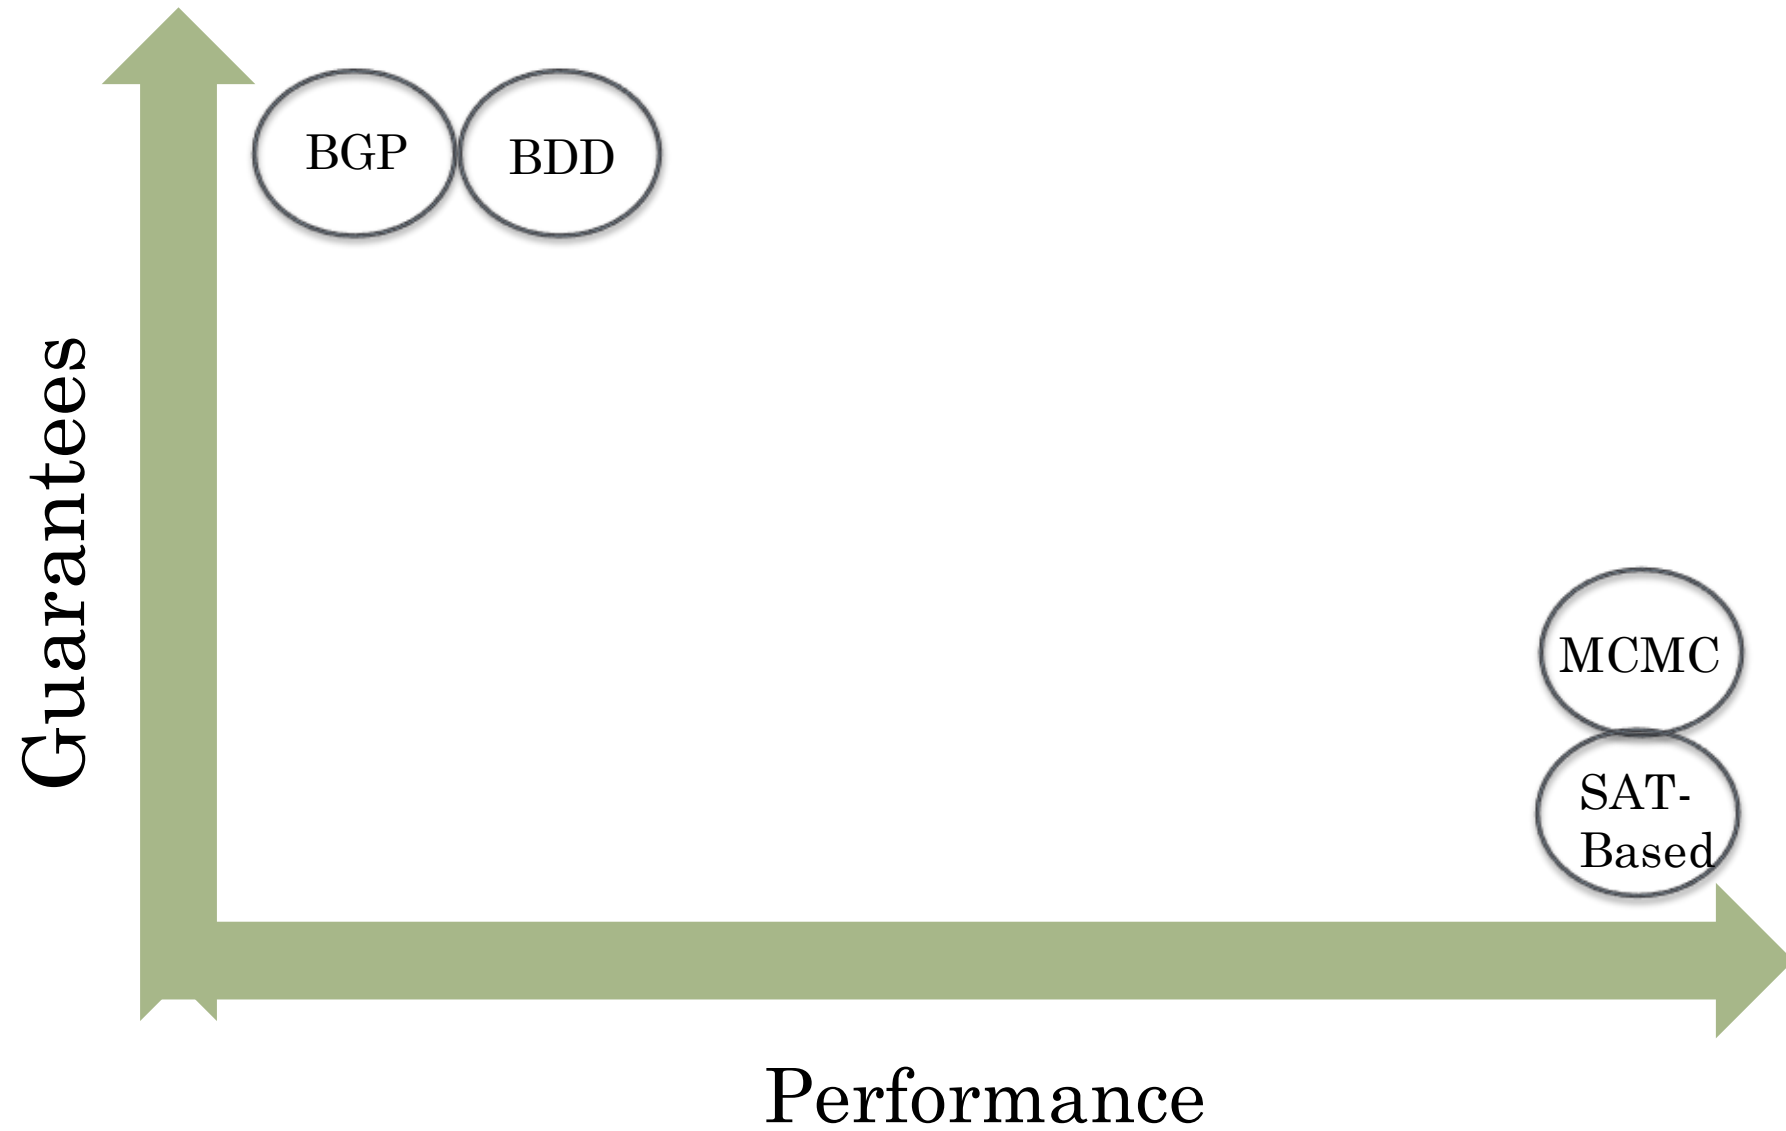 BGP
BDD
Guarantees
MCMC
SAT-
Based
Performance